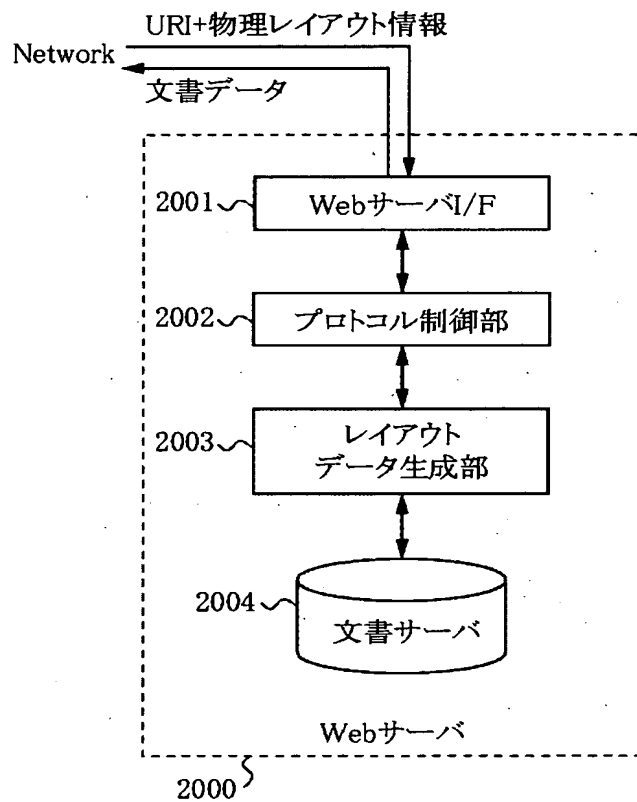 URI+物理レイアウト情報
Network
文書データ
2001
WebサーバI/F
2002
プロトコル制御部
2003
レイアウト
データ生成部
2004
文書サーバ
Webサーバ
2000